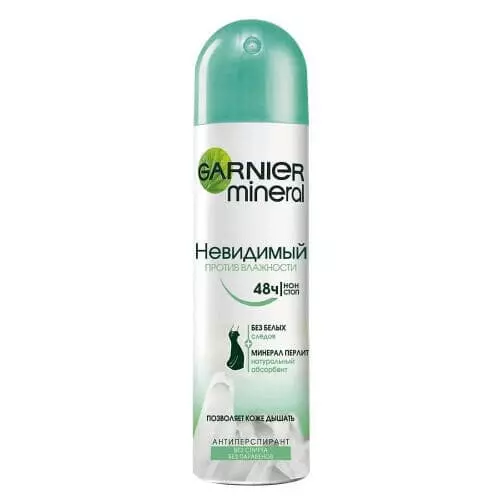 GARNIER
mineral
Невидимый
ПРОТИВ ВЛАЖНОСТИ
48ч НОН
СТОП
БЕЗ БЕЛЫХ
следов
+
МИНЕРАЛ ПЕРЛИТ
натуральный
абсорбент
ПОЗВОЛЯЕТ КОЖЕ ДЫШАТЬ
АНТИПЕРСПИРАНТ
БЕЗ СПИРТА
БЕЗ ПАРАБЕНОВ